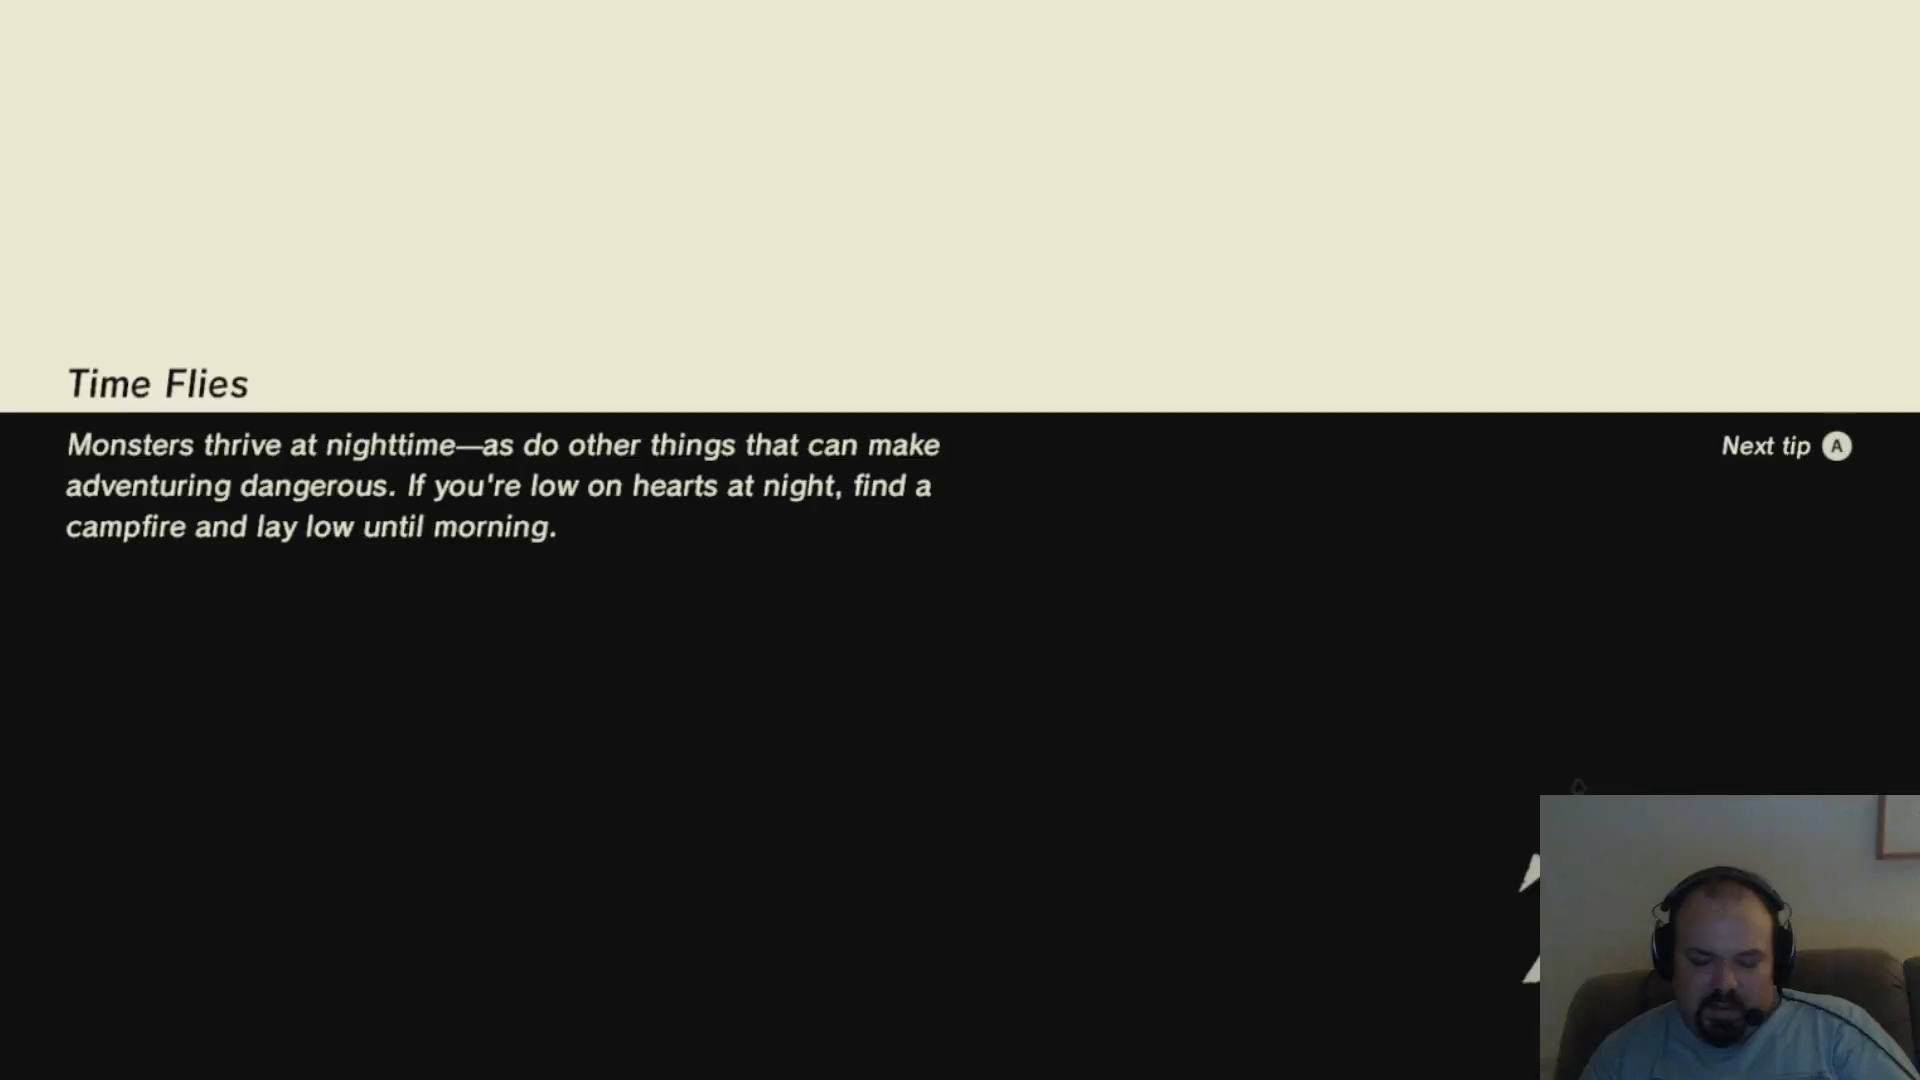 Time Flies
Monsters thrive at nighttime—as do other things that can make
adventuring dangerous. If you're low on hearts at night, find a
campfire and lay low until morning.
Next tip A